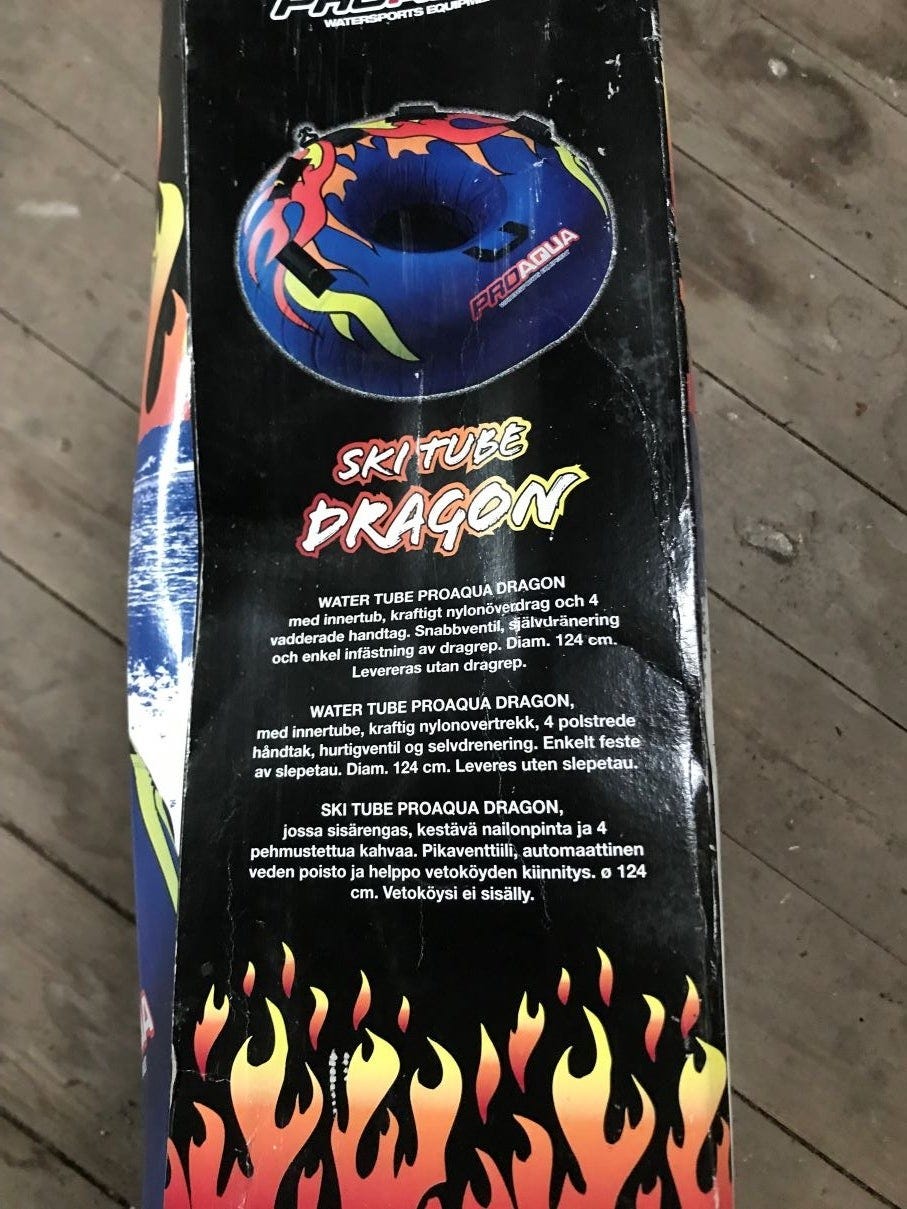 WATERSPORTS EQUIPME
PROAQUA
SKI TUBE
DRAGON
WATER TUBE PROAQUA DRAGON
med innertub, kraftigt nylonöverdrag och 4
vadderade handtag. Snabbventil, självdränering
och enkel infästning av dragrep. Diam. 124 cm.
Levereras utan dragrep.
WATER TUBE PROAQUA DRAGON,
med innertube, kraftig nylonovertrekk, 4 polstrede
håndtak, hurtigventil og selvdrenering. Enkelt feste
av slepetau. Diam. 124 cm. Leveres uten slepetau.
SKI TUBE PROAQUA DRAGON,
jossa sisärengas, kestävä nailonpinta ja 4
pehmustettua kahvaa. Pikaventtiili, automaattinen
veden poisto ja helppo vetoköyden kiinnitys. ø 124
cm. Vetoköysi ei sisälly.